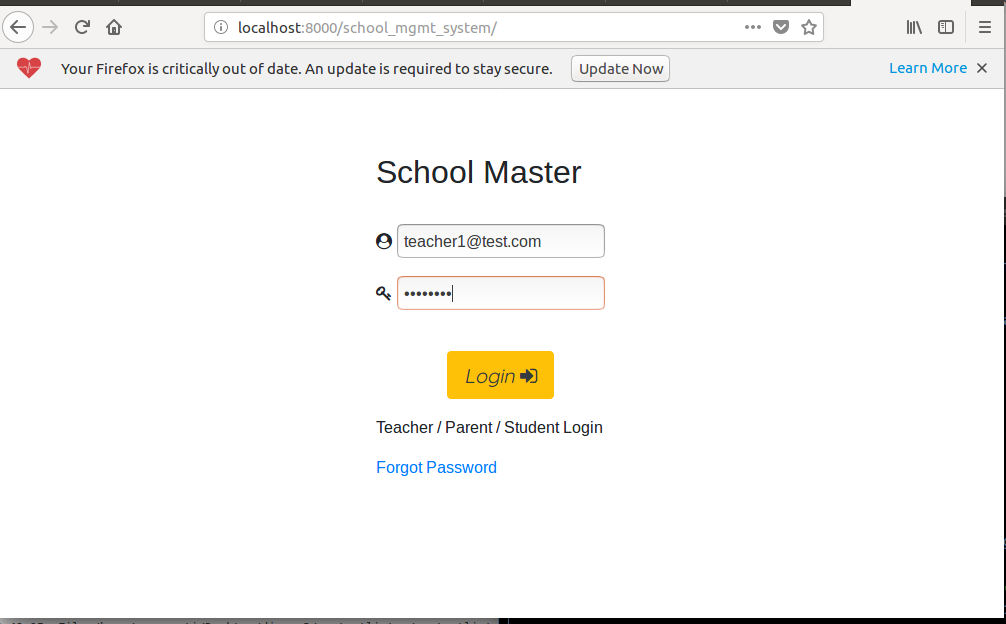 localhost:8000/school_mgmt_system/
Your Firefox is critically out of date. An update is required to stay secure. Update Now Learn More
School Master
teacher1@test.com
••••••••
Login
Teacher / Parent / Student Login
Forgot Password